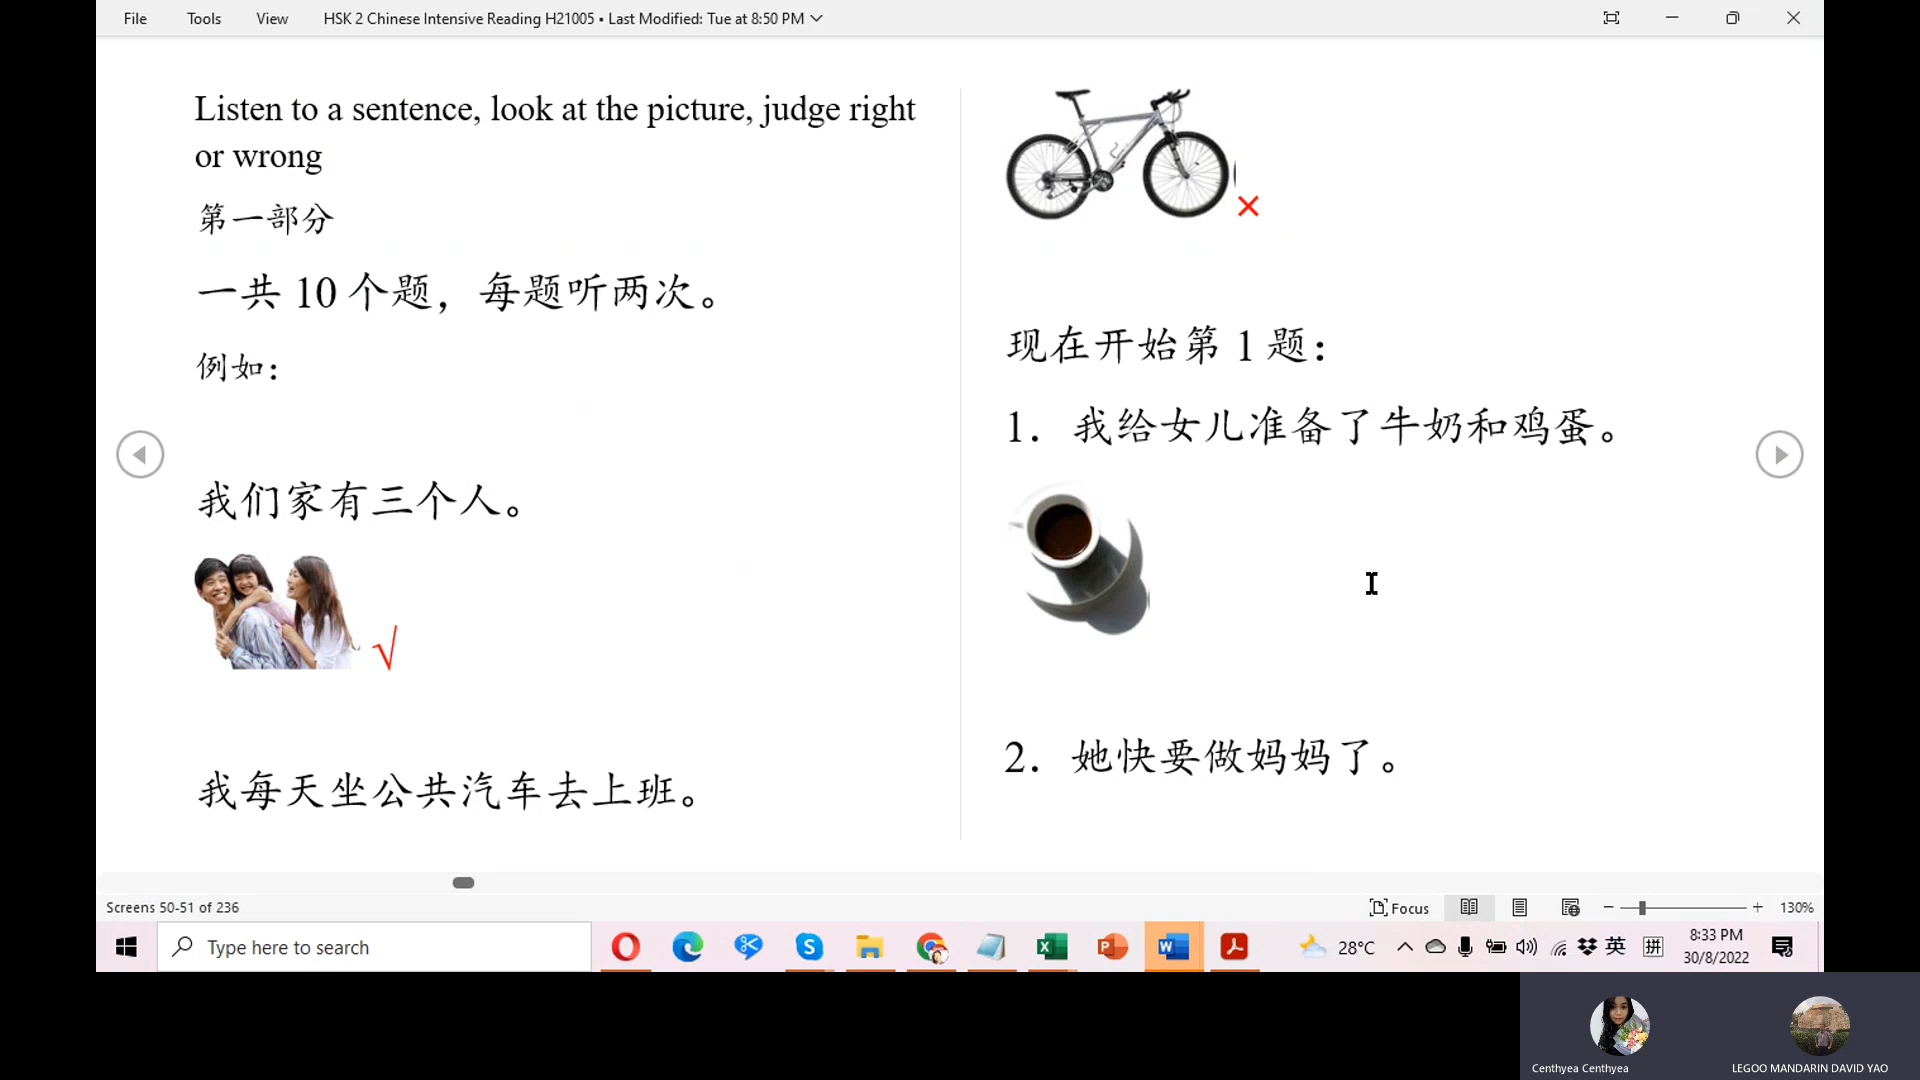 File Tools View HSK 2 Chinese Intensive Reading H21005 • Last Modified: Tue at 8:50 PM
Listen to a sentence, look at the picture, judge right
or wrong
第一部分
一共 10 个题，每题听两次。
例如：
我们家有三个人。
√
我每天坐公共汽车去上班。
×
现在开始第 1 题：
1. 我给女儿准备了牛奶和鸡蛋。
2. 她快要做妈妈了。
Screens 50-51 of 236
Focus
130%
Type here to search
28°C
英
拼
8:33 PM
30/8/2022
Centhyea Centhyea
LEGOO MANDARIN DAVID YAO